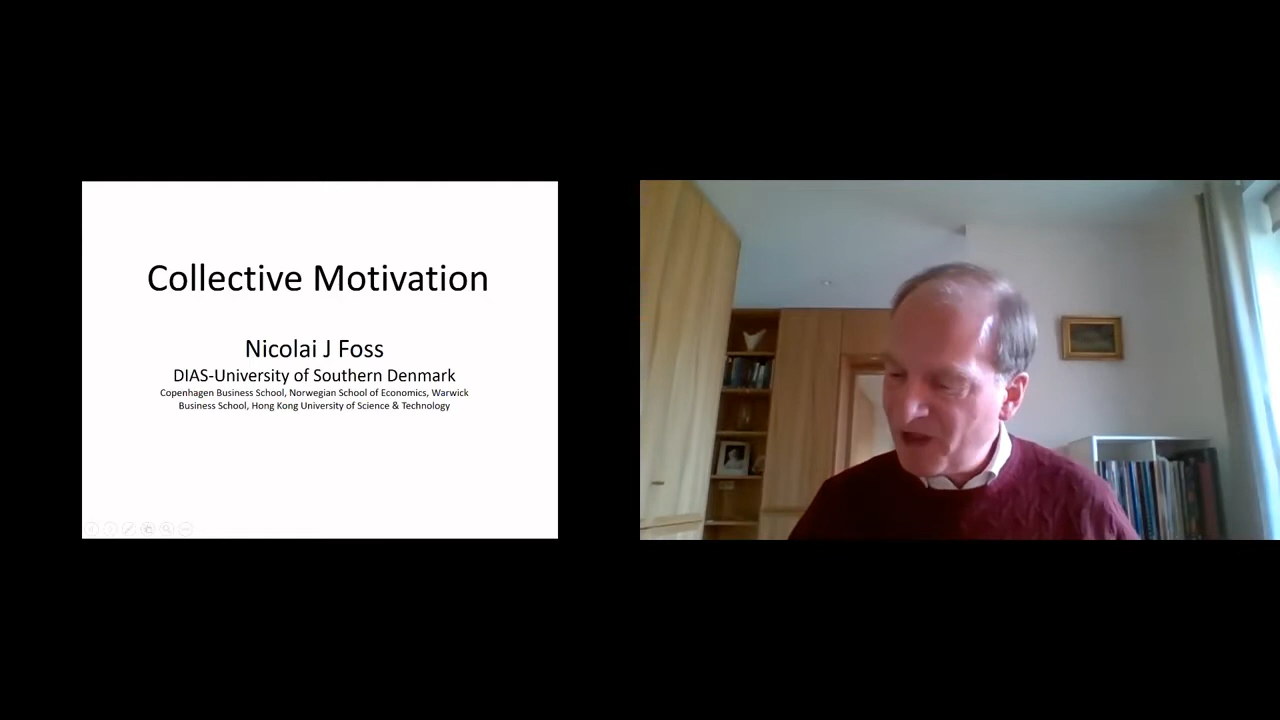 Collective Motivation
Nicolai J Foss
DIAS-University of Southern Denmark
Copenhagen Business School, Norwegian School of Economics, Warwick
Business School, Hong Kong University of Science & Technology